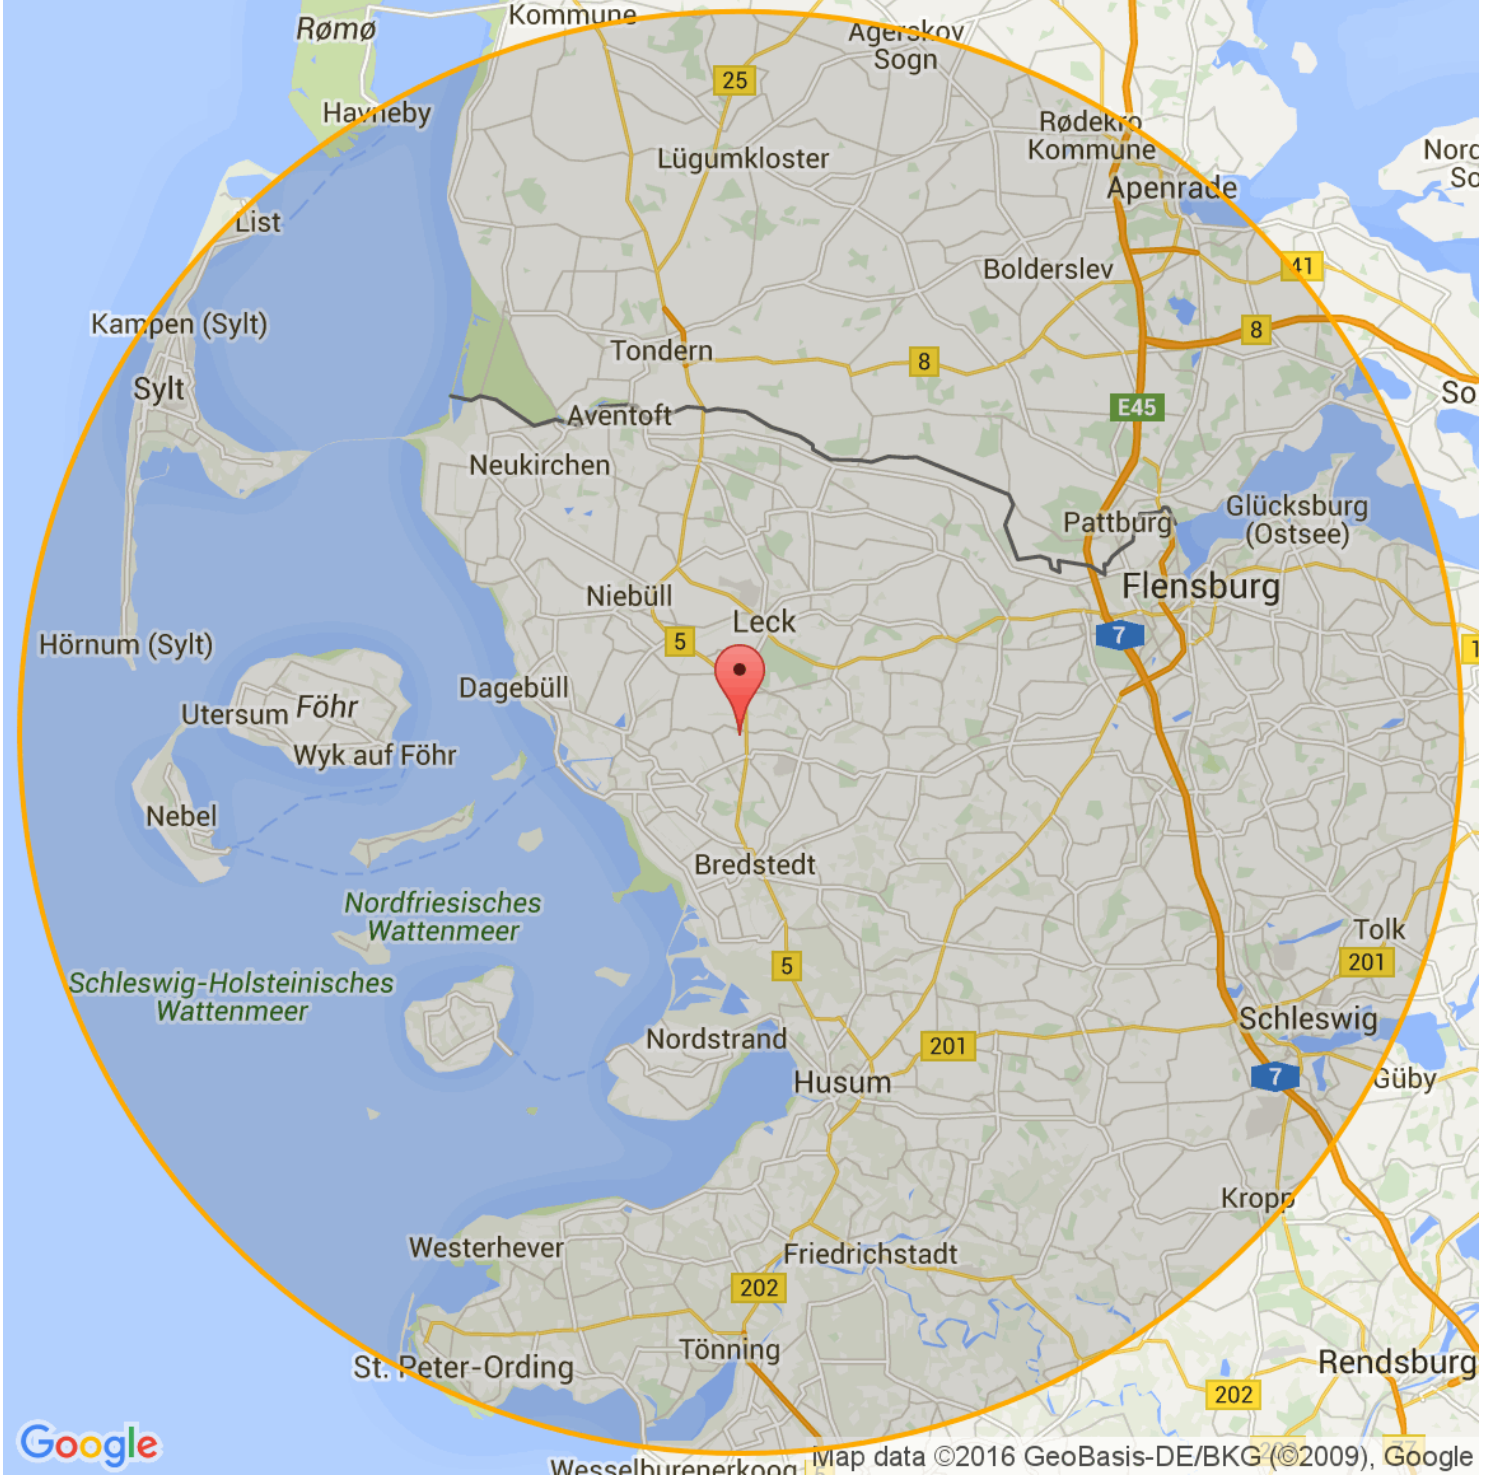 Kommune
Rømø
Agerskov
Sogn
25
Havneby
Rødekro
Kommune
Lügumkloster
Apenrade
List
Bolderslev
41
Kampen (Sylt)
8
Tondern
8
Sylt
E45
Aventoft
Neukirchen
Glücksburg
(Ostsee)
Pattburg
Flensburg
Niebüll
Leck
7
5
Hörnum (Sylt)
Dagebüll
Utersum
Föhr
Wyk auf Föhr
Nebel
Bredstedt
Nordfriesisches
Wattenmeer
Tolk
201
5
Schleswig-Holsteinisches
Wattenmeer
Schleswig
Nordstrand
201
Husum
7
Güby
Kropp
Westerhever
Friedrichstadt
202
Tönning
St. Peter-Ording
Rendsburg
202
Google
Map data ©2016 GeoBasis-DE/BKG (©2009), Google
Wesselburenerkoog